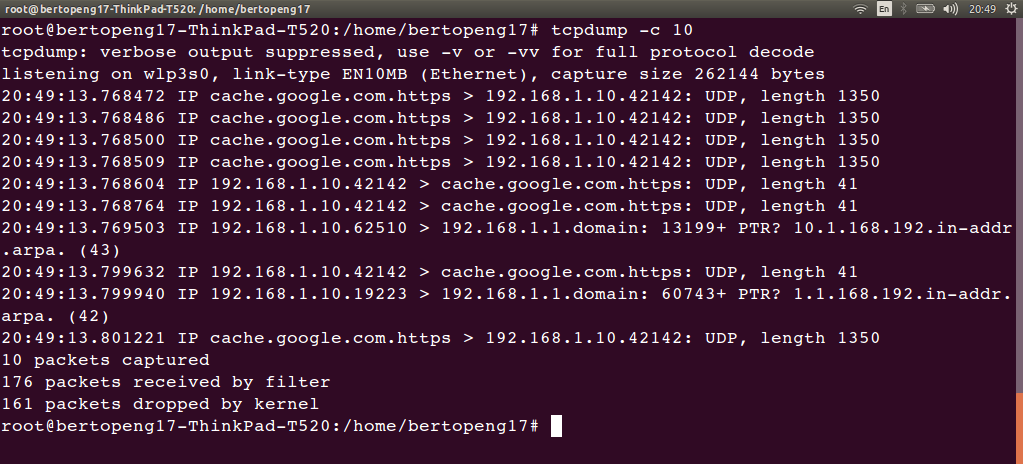 root@bertopeng17-ThinkPad-T520: /home/bertopeng17
En
20:49
root@bertopeng17-ThinkPad-T520:/home/bertopeng17# tcpdump -c 10
tcpdump: verbose output suppressed, use -v or -vv for full protocol decode
listening on wlp3s0, link-type EN10MB (Ethernet), capture size 262144 bytes
20:49:13.768472 IP cache.google.com.https > 192.168.1.10.42142: UDP, length 1350
20:49:13.768486 IP cache.google.com.https > 192.168.1.10.42142: UDP, length 1350
20:49:13.768500 IP cache.google.com.https > 192.168.1.10.42142: UDP, length 1350
20:49:13.768509 IP cache.google.com.https > 192.168.1.10.42142: UDP, length 1350
20:49:13.768604 IP 192.168.1.10.42142 > cache.google.com.https: UDP, length 41
20:49:13.768764 IP 192.168.1.10.42142 > cache.google.com.https: UDP, length 41
20:49:13.769503 IP 192.168.1.10.62510 > 192.168.1.1.domain: 13199+ PTR? 10.1.168.192.in-addr
.arpa. (43)
20:49:13.799632 IP 192.168.1.10.42142 > cache.google.com.https: UDP, length 41
20:49:13.799940 IP 192.168.1.10.19223 > 192.168.1.1.domain: 60743+ PTR? 1.1.168.192.in-addr.
arpa. (42)
20:49:13.801221 IP cache.google.com.https > 192.168.1.10.42142: UDP, length 1350
10 packets captured
176 packets received by filter
161 packets dropped by kernel
root@bertopeng17-ThinkPad-T520:/home/bertopeng17#